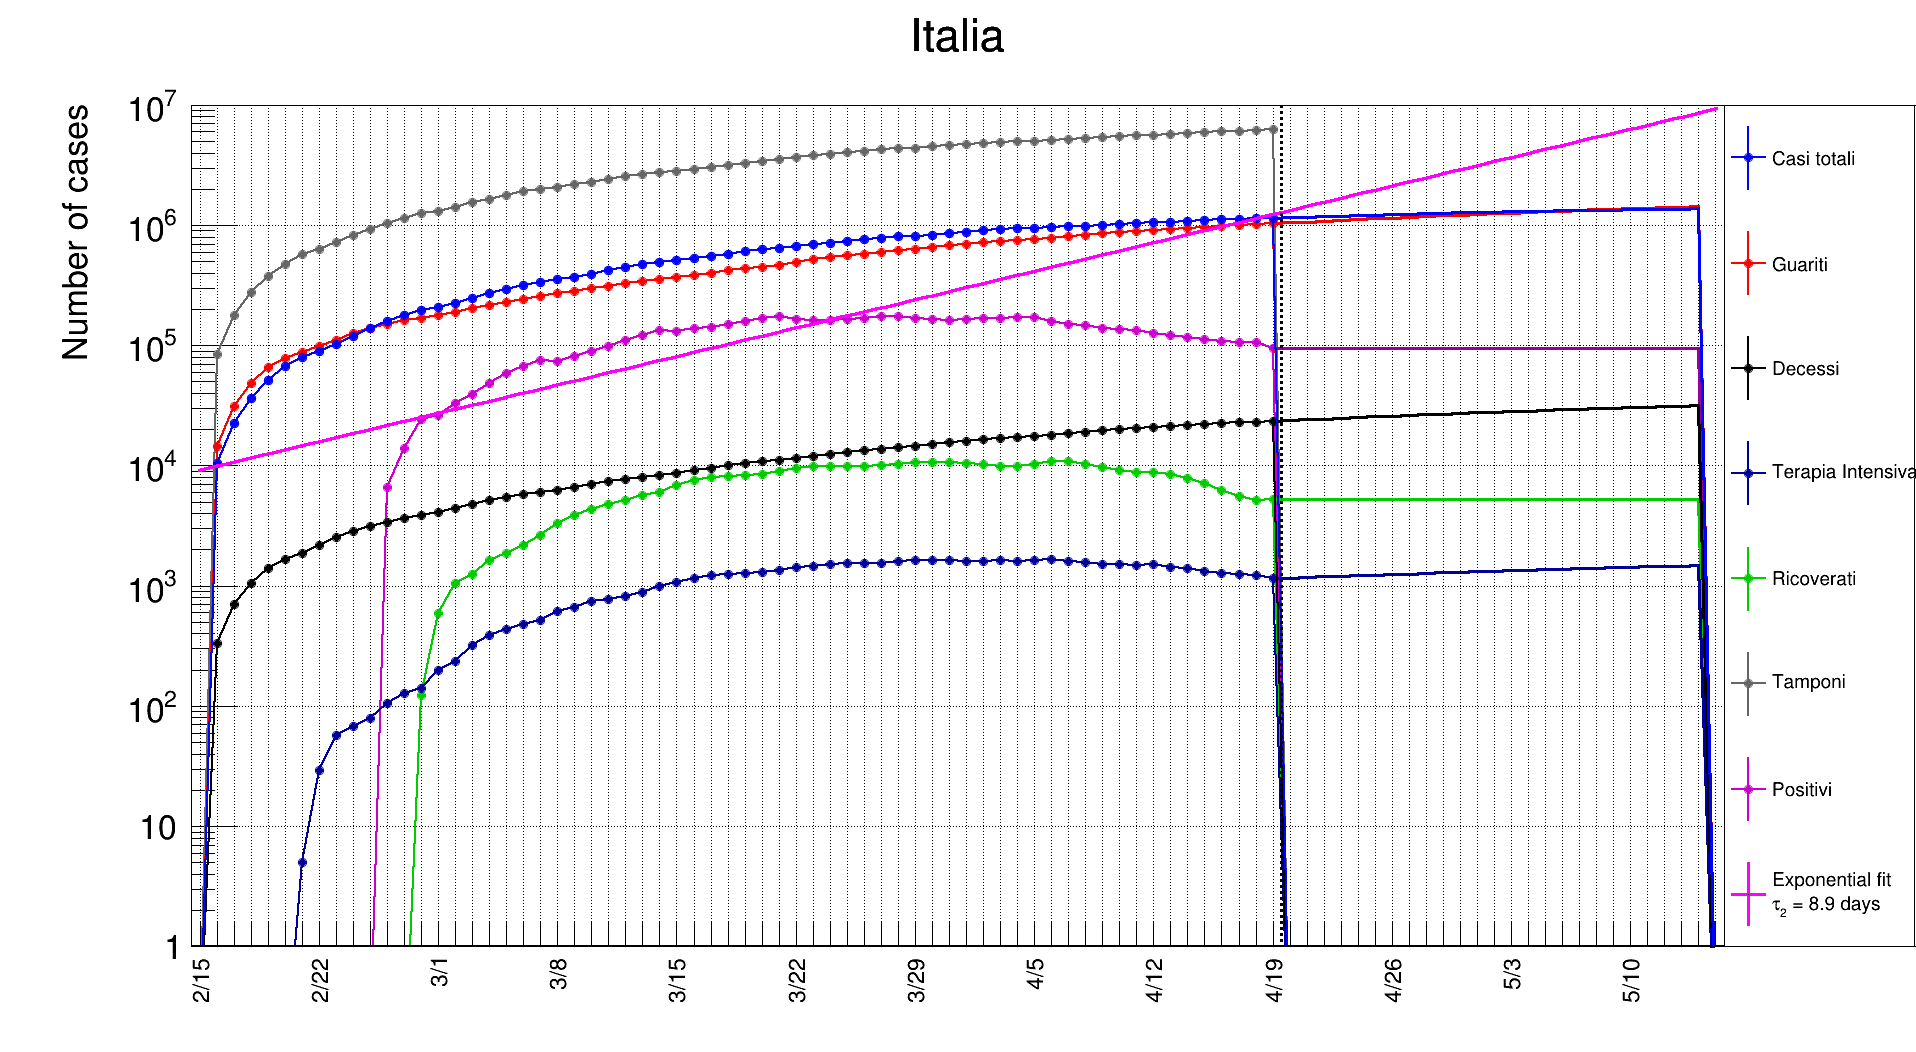 Italia
Number of cases
10^7
10^6
10^5
10^4
10^3
10^2
10
1
2/15
2/22
3/1
3/8
3/15
3/22
3/29
4/5
4/12
4/19
4/26
5/3
5/10
Casi totali
Guariti
Decessi
Terapia Intensiva
Ricoverati
Tamponi
Positivi
Exponential fit
τ_2 = 8.9 days